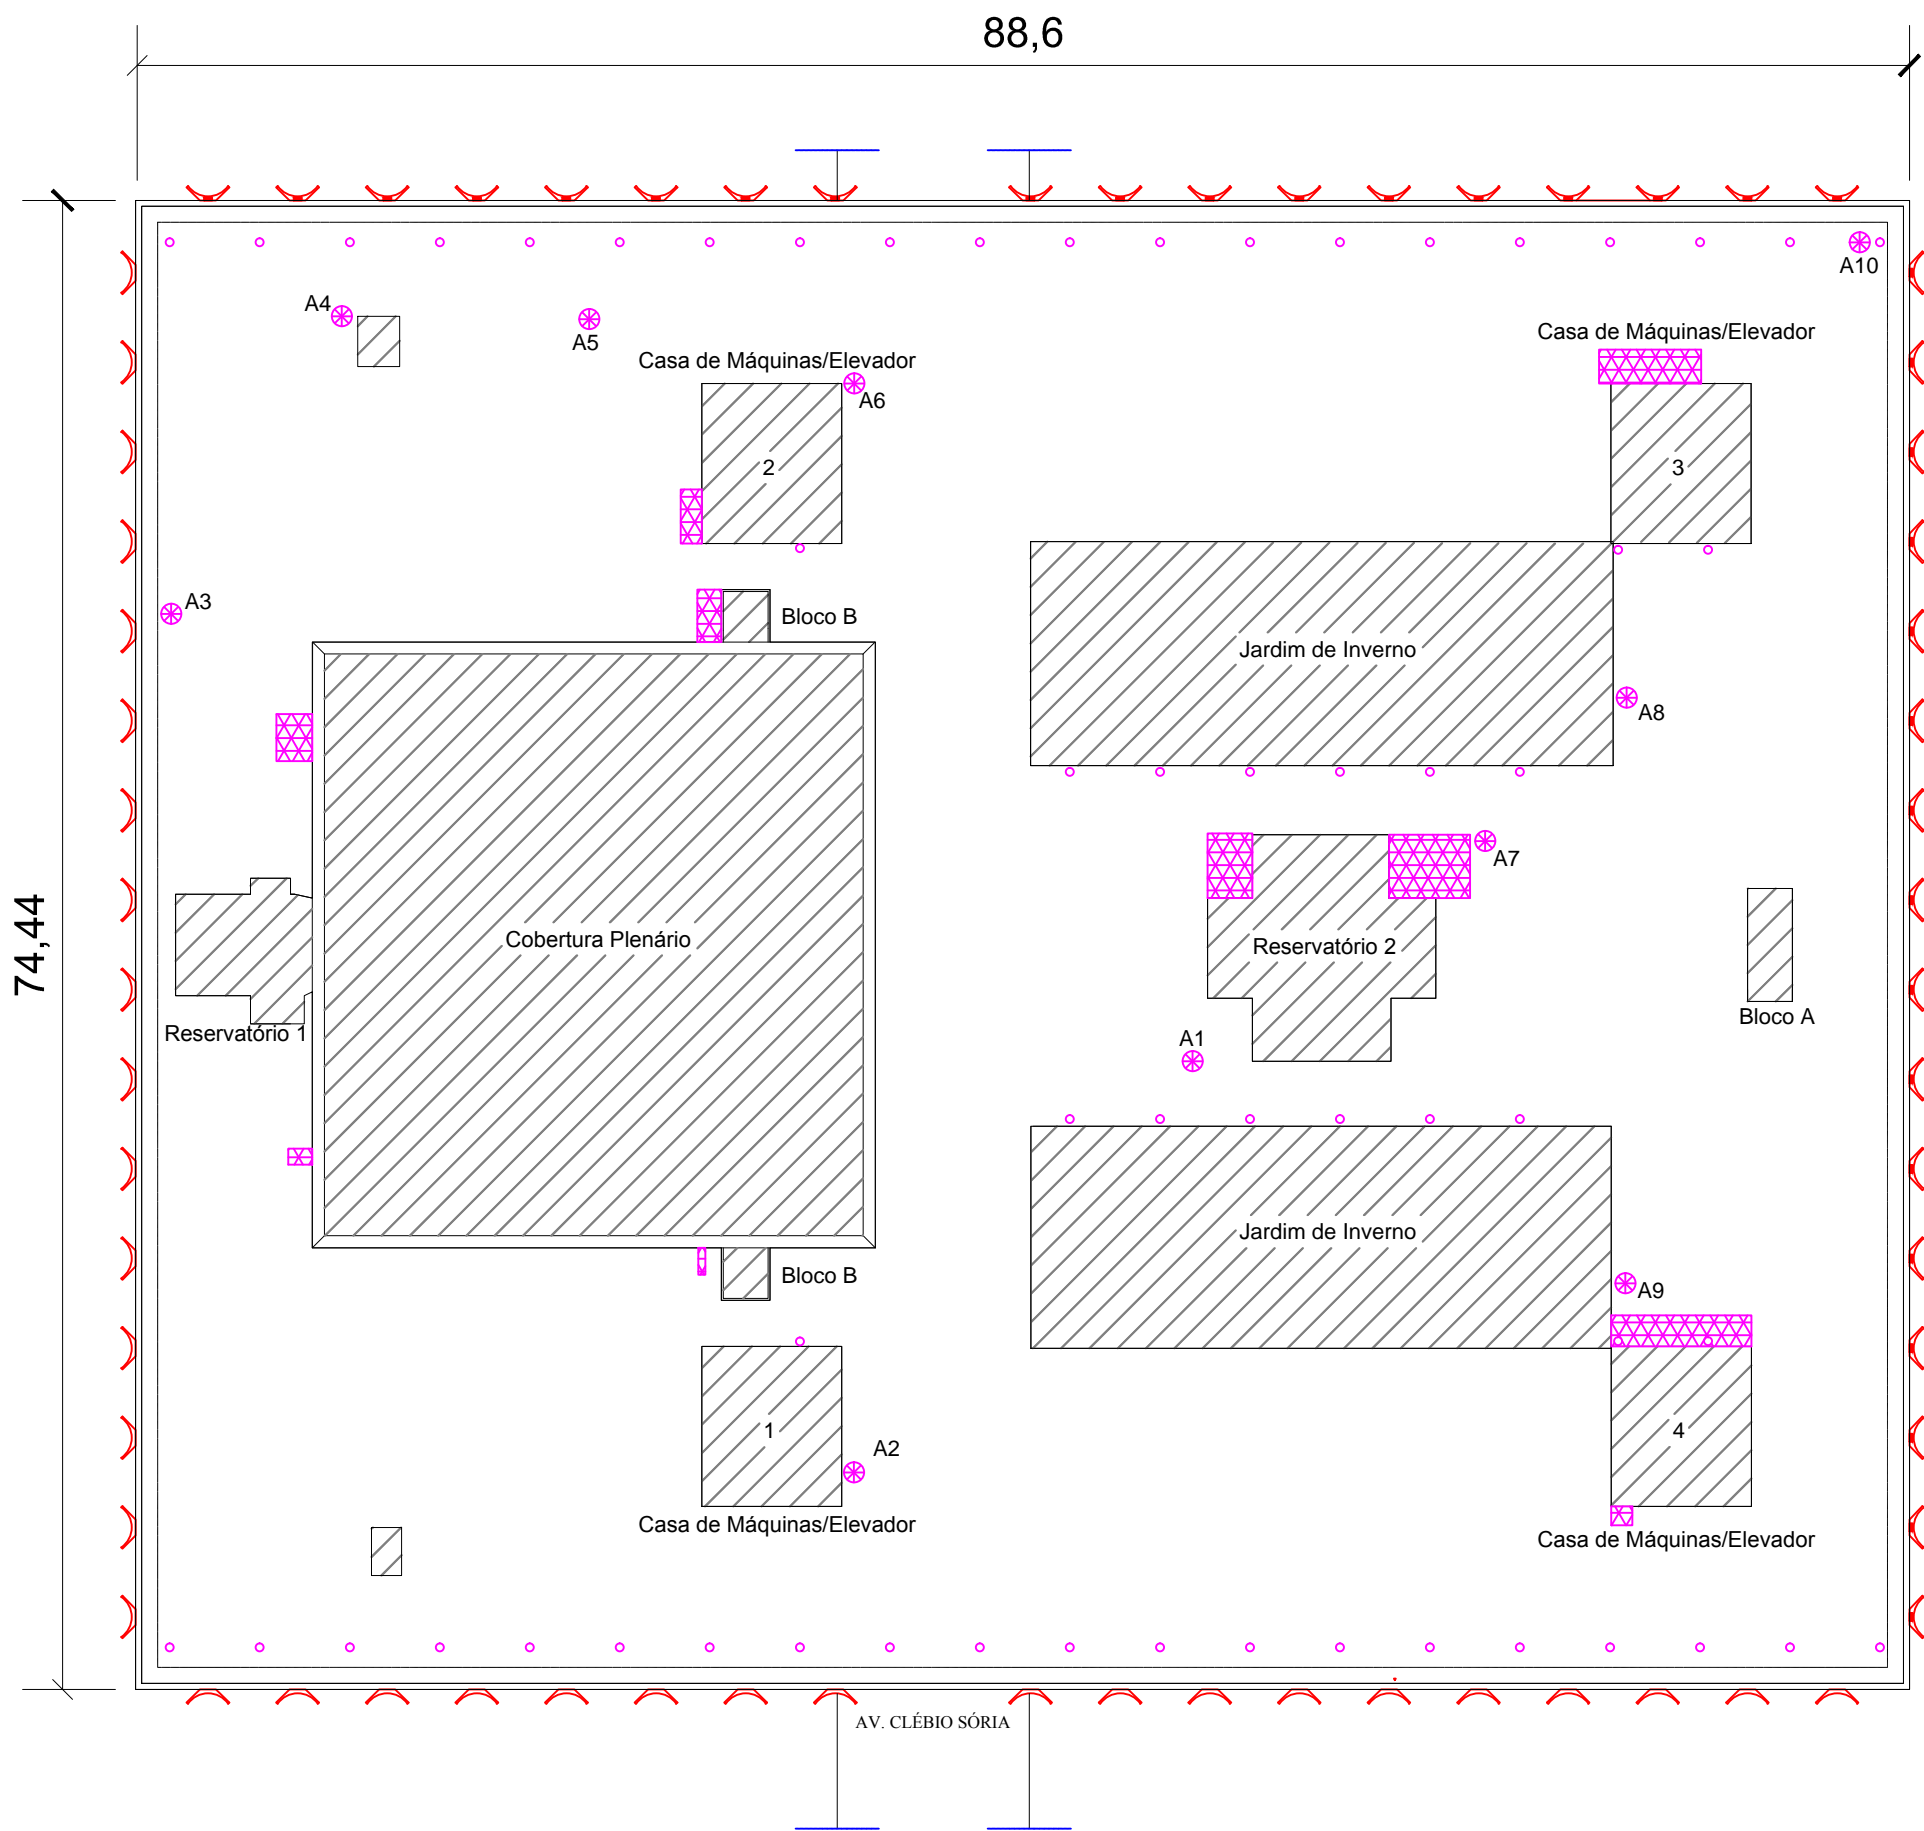 88,6
A10
A4
A5
Casa de Máquinas/Elevador
Casa de Máquinas/Elevador
A6
2
3
A3
Bloco B
Jardim de Inverno
A8
A7
74,44
Cobertura Plenário
Reservatório 2
Reservatório 1
Bloco A
A1
Jardim de Inverno
Bloco B
A9
1
4
A2
Casa de Máquinas/Elevador
Casa de Máquinas/Elevador
AV. CLÉBIO SÓRIA